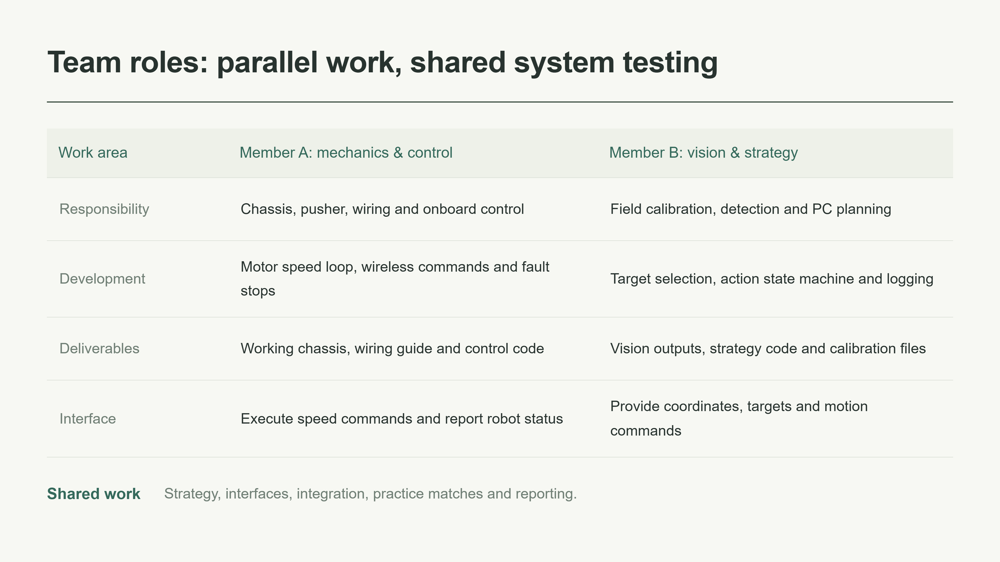 Team roles: parallel work, shared system testing
Work area
Member A: mechanics & control
Member B: vision & strategy
Responsibility
Chassis, pusher, wiring and onboard control
Field calibration, detection and PC planning
Development
Motor speed loop, wireless commands and fault
stops
Target selection, action state machine and logging
Deliverables
Working chassis, wiring guide and control code
Vision outputs, strategy code and calibration files
Interface
Execute speed commands and report robot status
Provide coordinates, targets and motion
commands
Shared work
Strategy, interfaces, integration, practice matches and reporting.